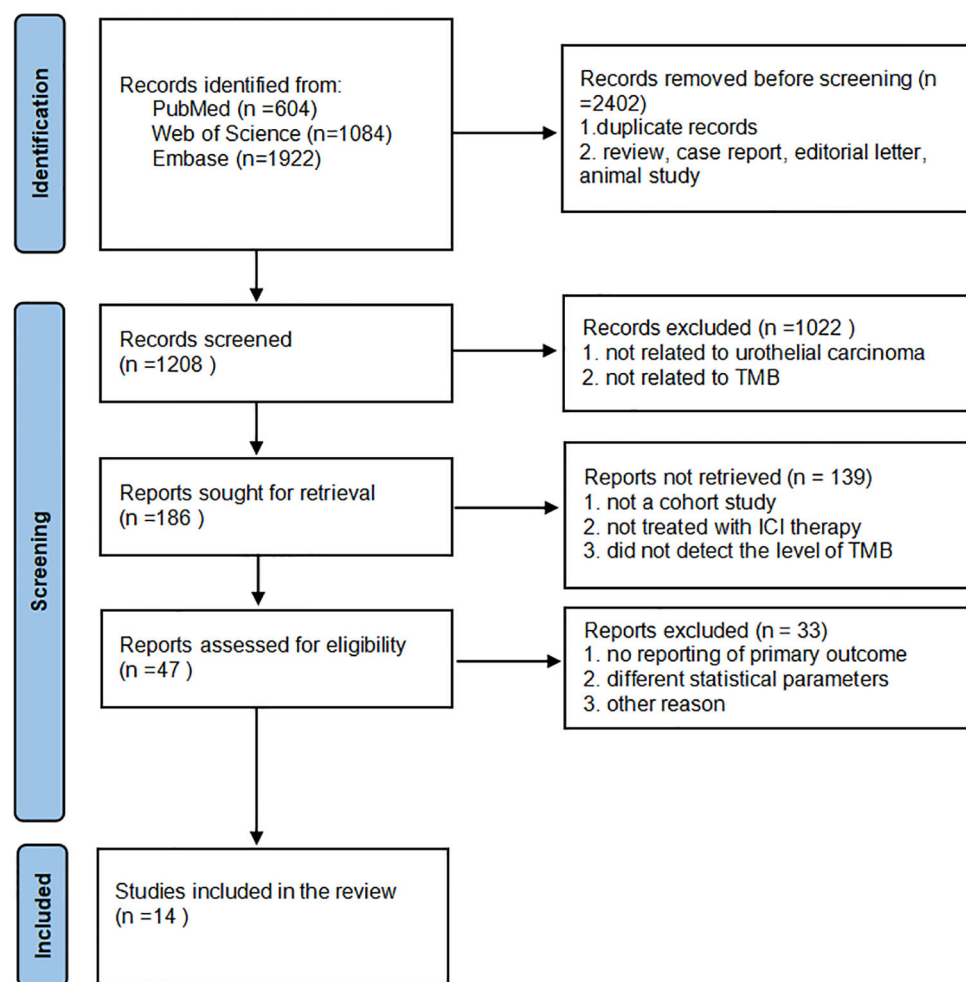 Identification
Records identified from:
PubMed (n =604)
Web of Science (n=1084)
Embase (n=1922)
Records removed before screening (n
=2402)
1.duplicate records
2. review, case report, editorial letter,
animal study
Screening
Records screened
(n =1208 )
Records excluded (n =1022 )
1. not related to urothelial carcinoma
2. not related to TMB
Reports sought for retrieval
(n =186 )
Reports not retrieved (n = 139)
1. not a cohort study
2. not treated with ICI therapy
3. did not detect the level of TMB
Reports assessed for eligibility
(n =47 )
Reports excluded (n = 33)
1. no reporting of primary outcome
2. different statistical parameters
3. other reason
Included
Studies included in the review
(n =14 )